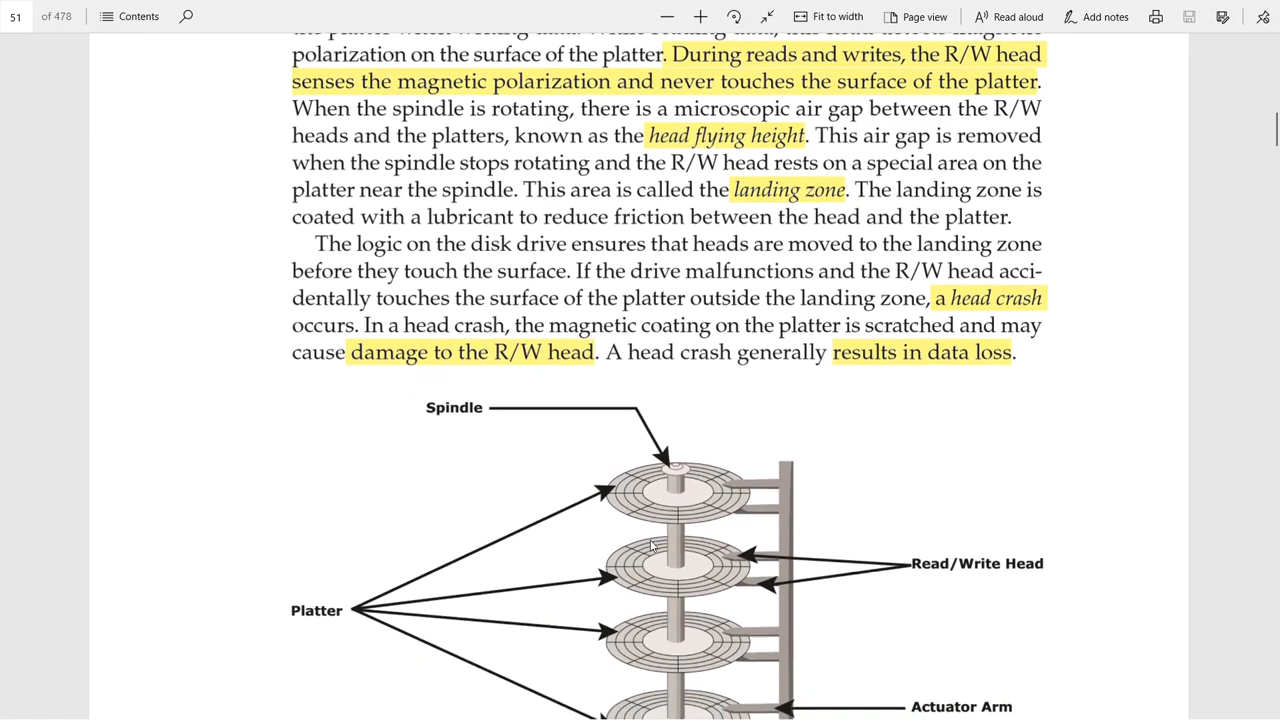 51 of 478 Contents Fit to width Page view Read aloud Add notes
polarization on the surface of the platter. During reads and writes, the R/W head
senses the magnetic polarization and never touches the surface of the platter.
When the spindle is rotating, there is a microscopic air gap between the R/W
heads and the platters, known as the head flying height. This air gap is removed
when the spindle stops rotating and the R/W head rests on a special area on the
platter near the spindle. This area is called the landing zone. The landing zone is
coated with a lubricant to reduce friction between the head and the platter.
The logic on the disk drive ensures that heads are moved to the landing zone
before they touch the surface. If the drive malfunctions and the R/W head acci-
dentally touches the surface of the platter outside the landing zone, a head crash
occurs. In a head crash, the magnetic coating on the platter is scratched and may
cause damage to the R/W head. A head crash generally results in data loss.
Spindle
Read/Write Head
Platter
Actuator Arm